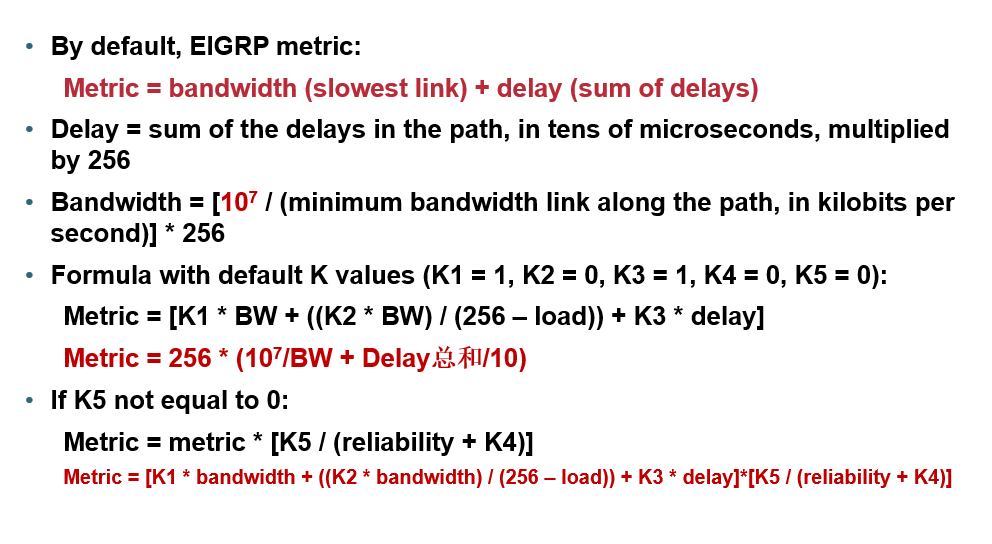 • By default, EIGRP metric:
Metric = bandwidth (slowest link) + delay (sum of delays)
• Delay = sum of the delays in the path, in tens of microseconds, multiplied
by 256
• Bandwidth = [10⁷ / (minimum bandwidth link along the path, in kilobits per
second)] * 256
• Formula with default K values (K1 = 1, K2 = 0, K3 = 1, K4 = 0, K5 = 0):
Metric = [K1 * BW + ((K2 * BW) / (256 – load)) + K3 * delay]
Metric = 256 * (10⁷/BW + Delay总和/10)
• If K5 not equal to 0:
Metric = metric * [K5 / (reliability + K4)]
Metric = [K1 * bandwidth + ((K2 * bandwidth) / (256 – load)) + K3 * delay]*[K5 / (reliability + K4)]